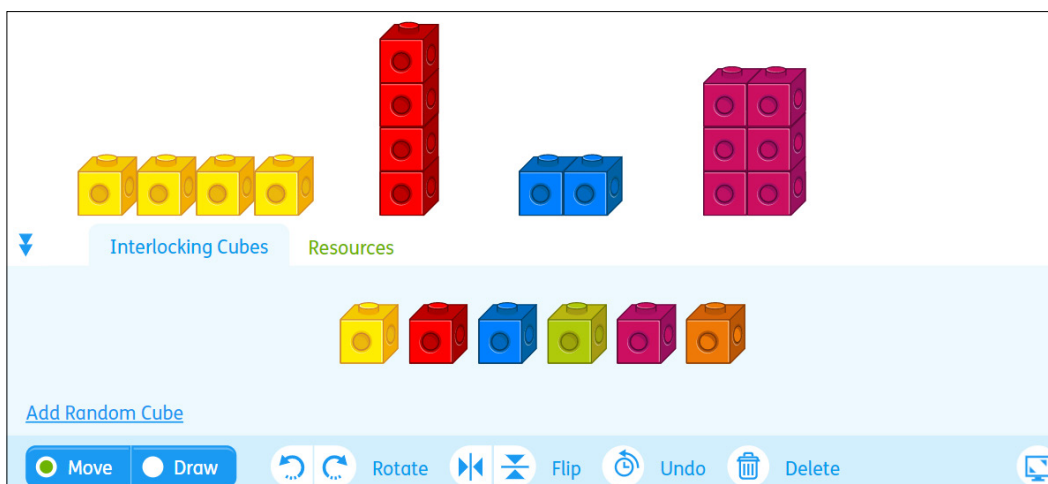 Interlocking Cubes Resources
Add Random Cube
Move Draw Rotate Flip Undo Delete